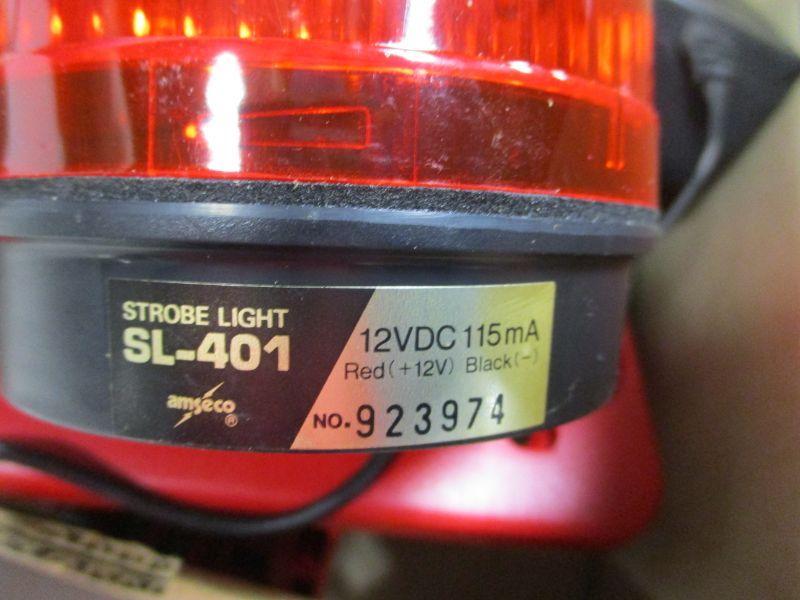 STROBE LIGHT
SL-401
amseco ®
12VDC 115mA
Red(+12V) Black(-)
NO. 923974